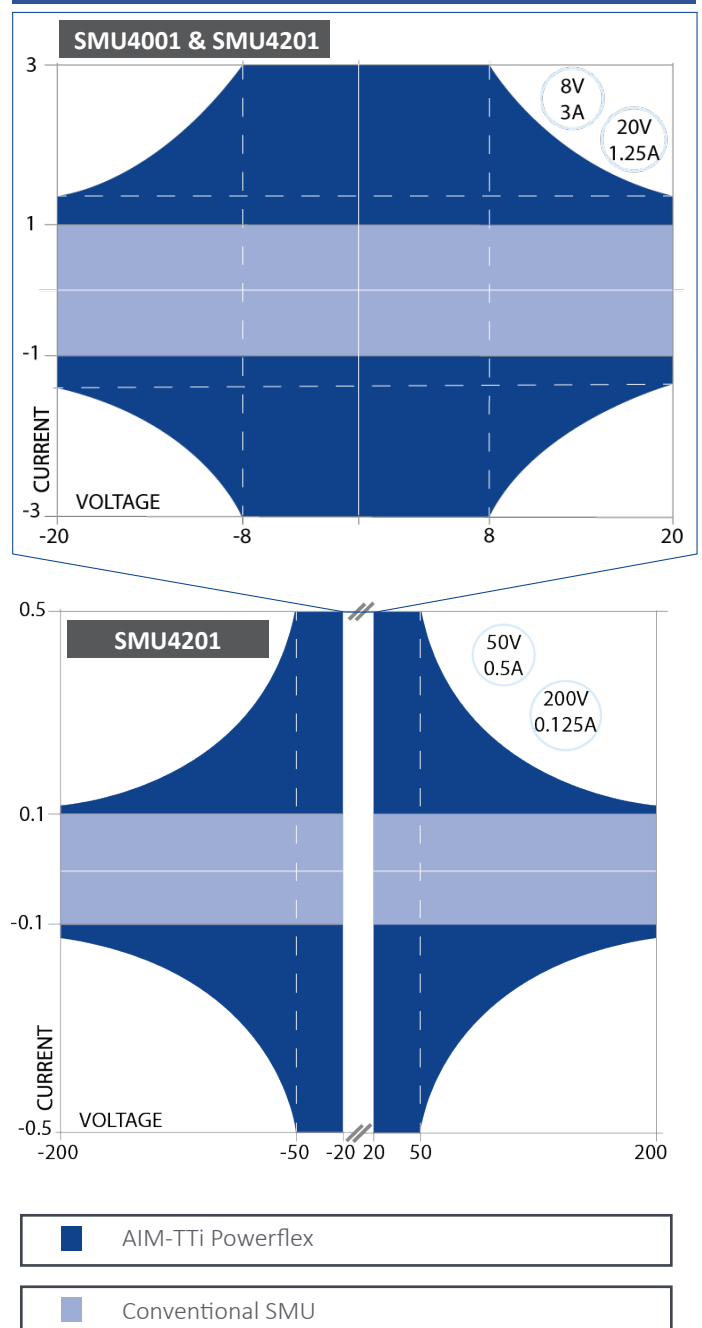 SMU4001 & SMU4201
3
8V
3A
20V
1.25A
1
-1
CURRENT
VOLTAGE
-3
-20
-8
8
20
0.5
SMU4201
50V
0.5A
200V
0.125A
0.1
-0.1
CURRENT
VOLTAGE
-0.5
-200
-50
-20
20
50
200
AIM-TTi Powerflex
Conventional SMU